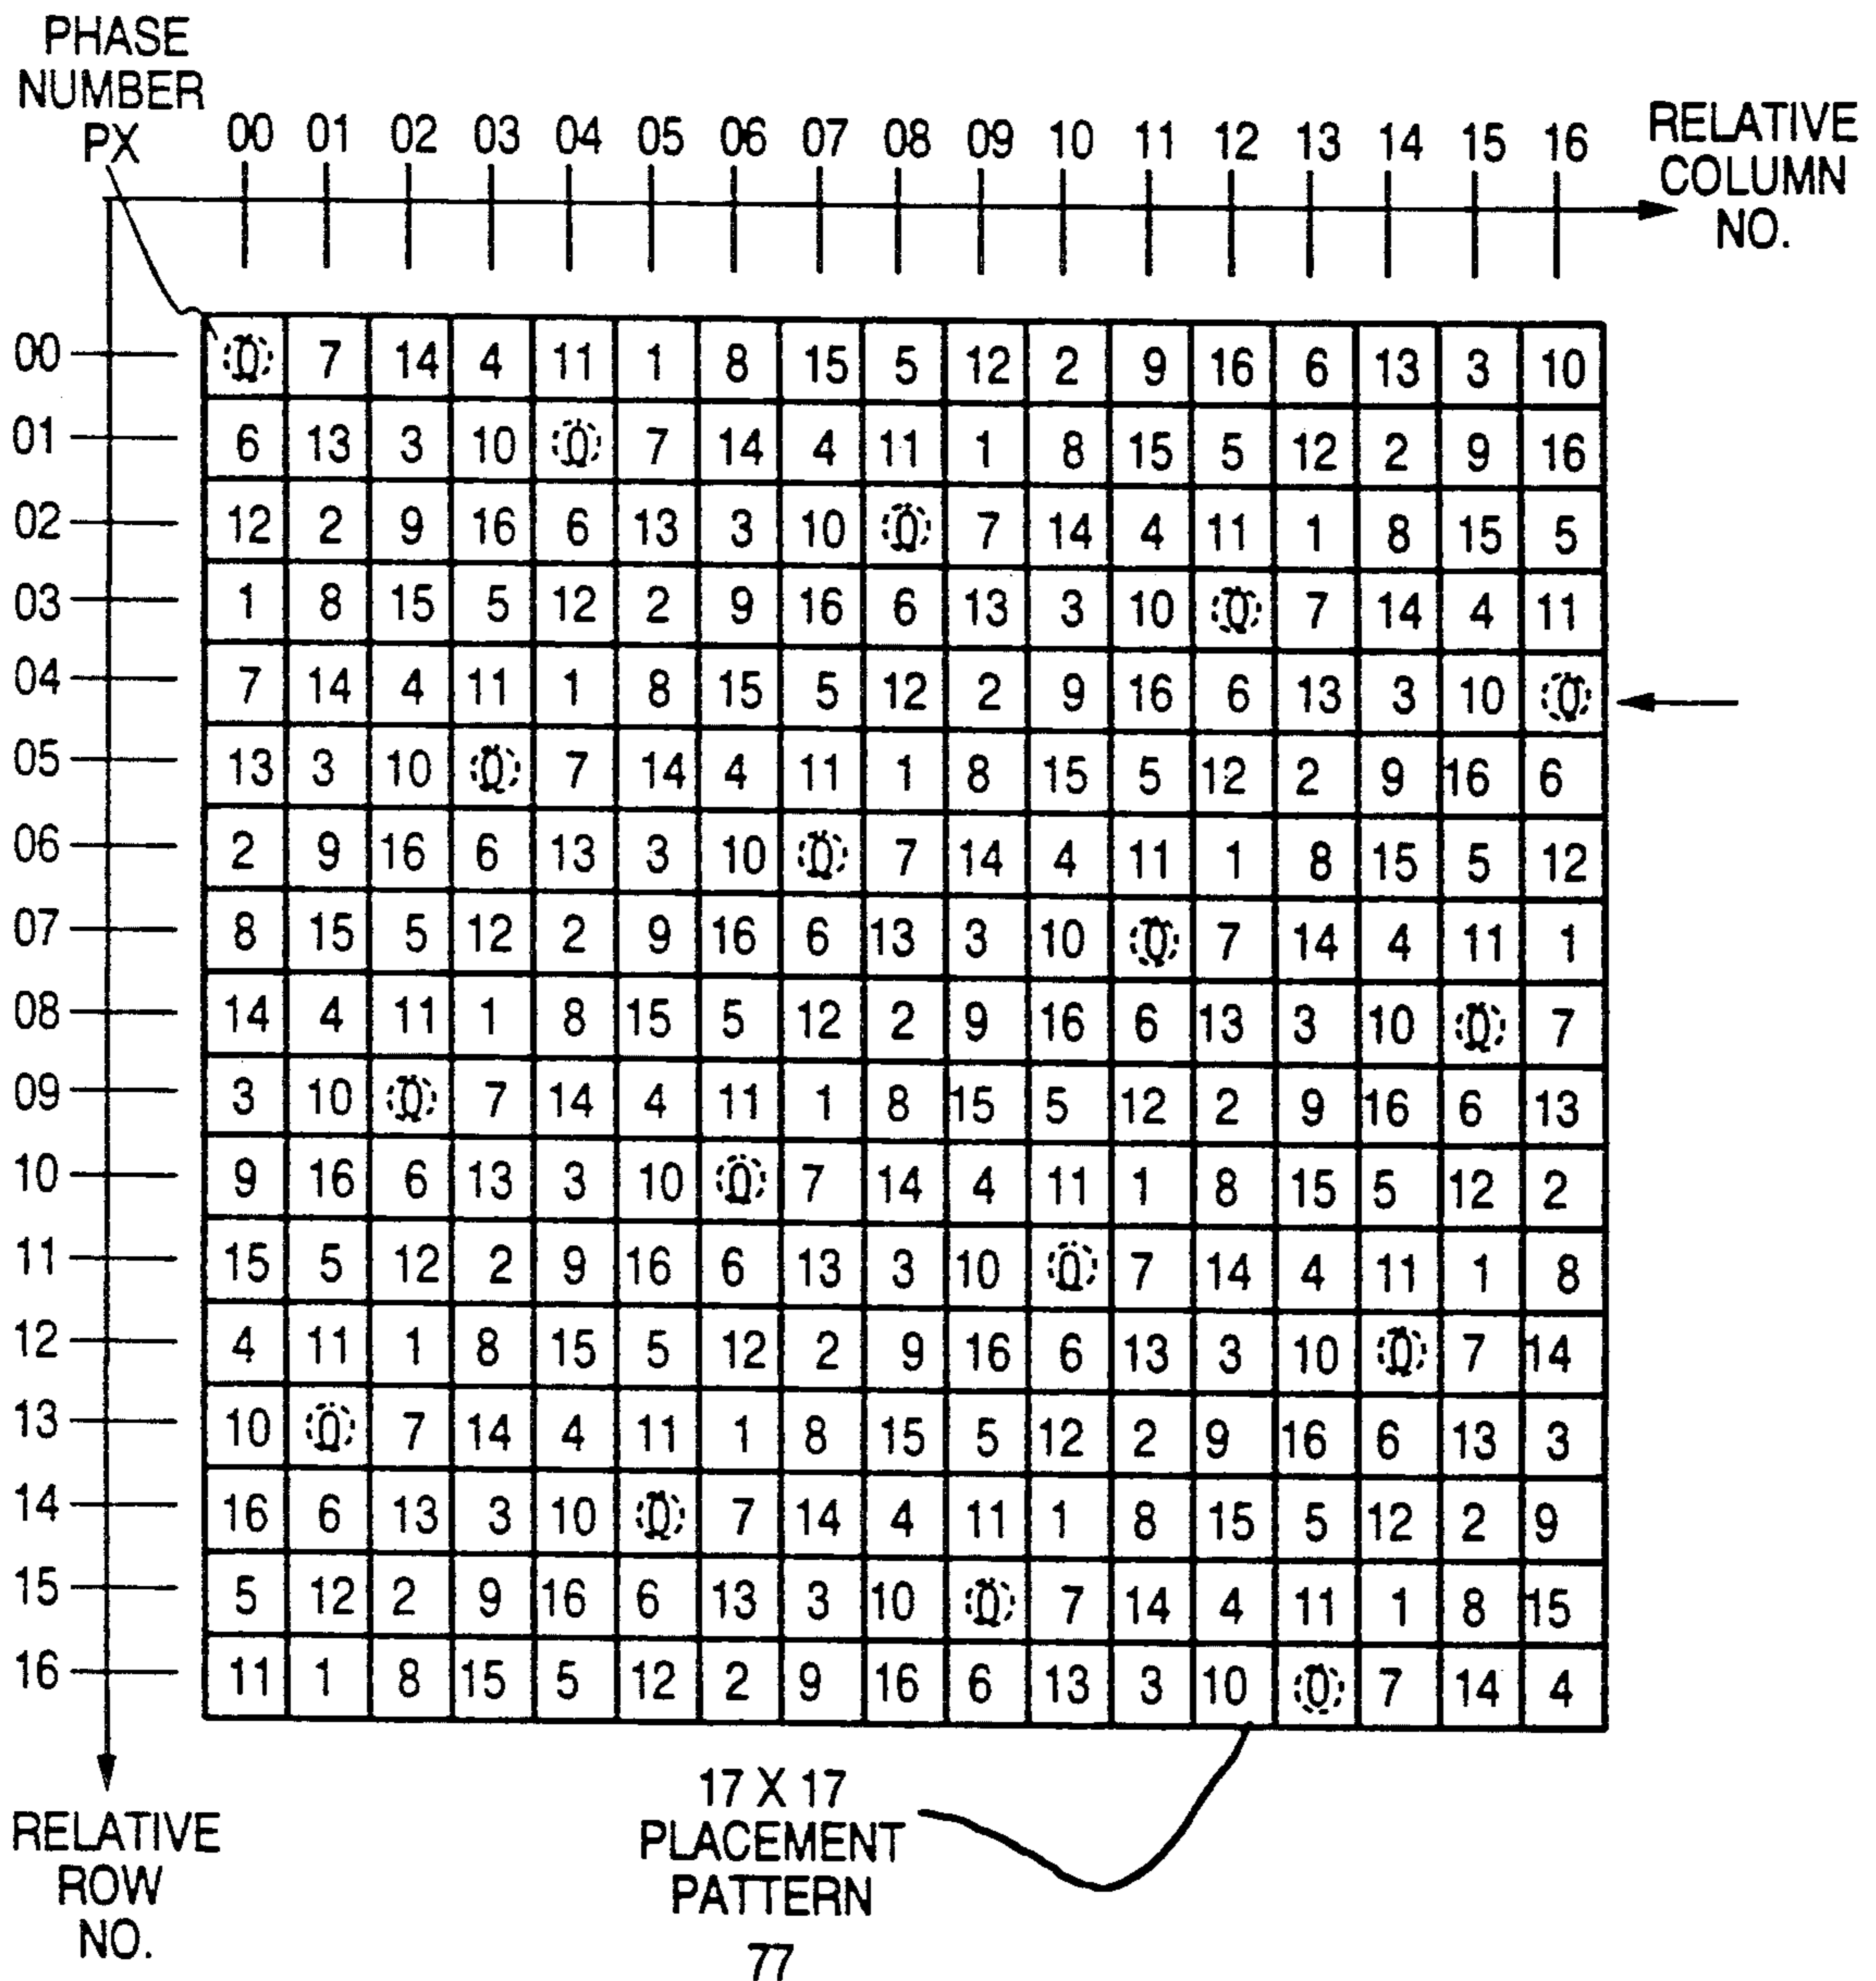 PHASE
NUMBER
PX
00 01 02 03 04 05 06 07 08 09 10 11 12 13 14 15 16
RELATIVE
COLUMN
NO.
00 0 7 14 4 11 1 8 15 5 12 2 9 16 6 13 3 10
01 6 13 3 10 0 7 14 4 11 1 8 15 5 12 2 9 16
02 12 2 9 16 6 13 3 10 0 7 14 4 11 1 8 15 5
03 1 8 15 5 12 2 9 16 6 13 3 10 0 7 14 4 11
04 7 14 4 11 1 8 15 5 12 2 9 16 6 13 3 10 0
05 13 3 10 0 7 14 4 11 1 8 15 5 12 2 9 16 6
06 2 9 16 6 13 3 10 0 7 14 4 11 1 8 15 5 12
07 8 15 5 12 2 9 16 6 13 3 10 0 7 14 4 11 1
08 14 4 11 1 8 15 5 12 2 9 16 6 13 3 10 0 7
09 3 10 0 7 14 4 11 1 8 15 5 12 2 9 16 6 13
10 9 16 6 13 3 10 0 7 14 4 11 1 8 15 5 12 2
11 15 5 12 2 9 16 6 13 3 10 0 7 14 4 11 1 8
12 4 11 1 8 15 5 12 2 9 16 6 13 3 10 0 7 14
13 10 0 7 14 4 11 1 8 15 5 12 2 9 16 6 13 3
14 16 6 13 3 10 0 7 14 4 11 1 8 15 5 12 2 9
15 5 12 2 9 16 6 13 3 10 0 7 14 4 11 1 8 15
16 11 1 8 15 5 12 2 9 16 6 13 3 10 0 7 14 4
RELATIVE
ROW
NO.
17 X 17
PLACEMENT
PATTERN
77